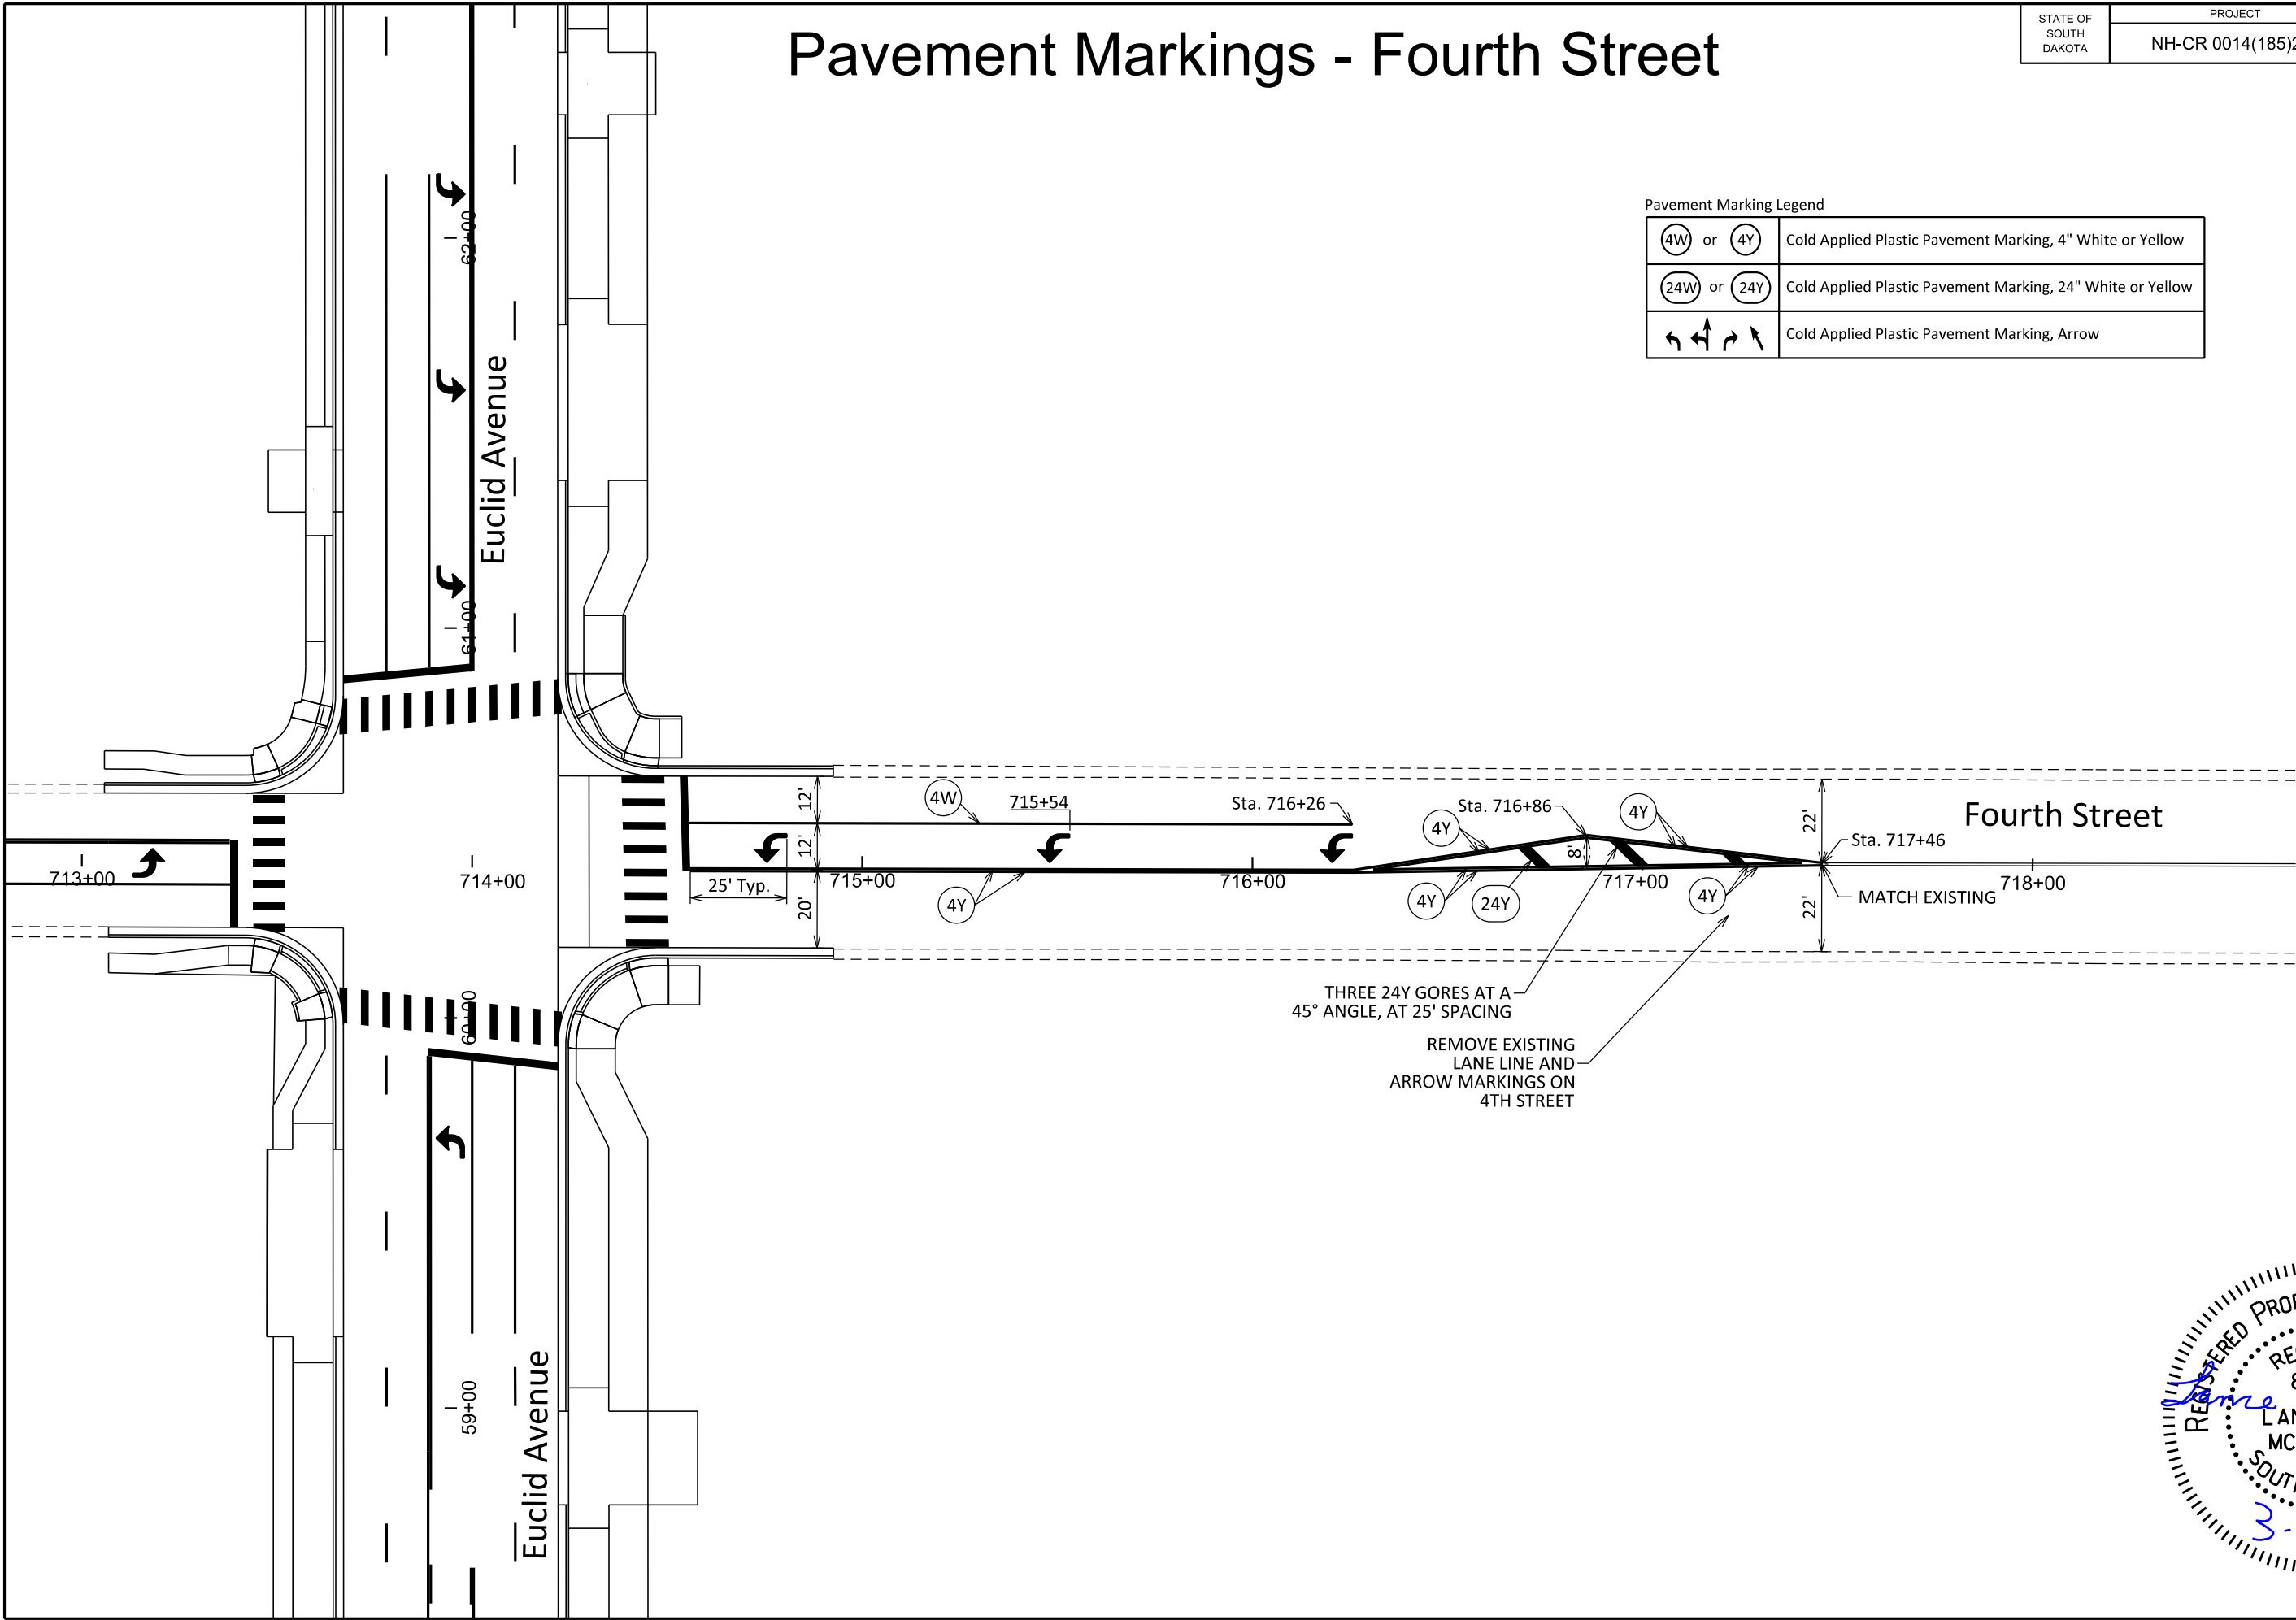 Pavement Markings - Fourth Street
STATE OF
SOUTH
DAKOTA
PROJECT
NH-CR 0014(185)2
Pavement Marking Legend
4W or 4Y Cold Applied Plastic Pavement Marking, 4" White or Yellow
24W or 24Y Cold Applied Plastic Pavement Marking, 24" White or Yellow
Cold Applied Plastic Pavement Marking, Arrow
62+00
Euclid Avenue
61+00
12'
4W
715+54
Sta. 716+26
Sta. 716+86
4Y
4Y
22'
Fourth Street
Sta. 717+46
12'
8'
713+00
714+00
715+00
716+00
717+00
718+00
25' Typ.
20'
4Y
4Y
24Y
4Y
22'
MATCH EXISTING
60+00
THREE 24Y GORES AT A
45° ANGLE, AT 25' SPACING
REMOVE EXISTING
LANE LINE AND
ARROW MARKINGS ON
4TH STREET
59+00
Euclid Avenue
REGISTERED
Lance
3-